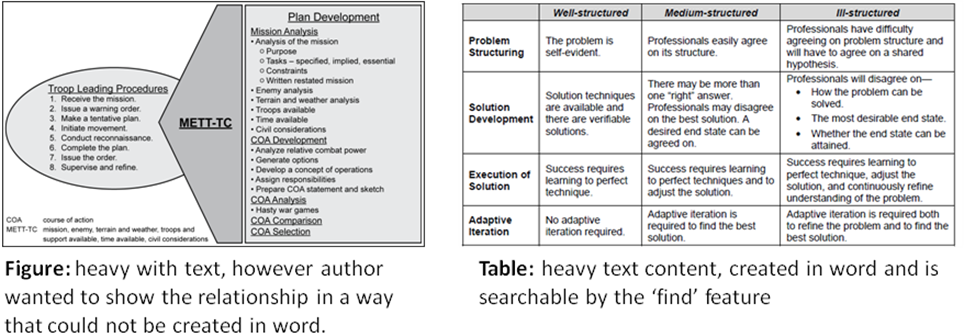 Troop Leading Procedures
1. Receive the mission.
2. Issue a warning order.
3. Make a tentative plan.
4. Initiate movement.
5. Conduct reconnaissance.
6. Complete the plan.
7. Issue the order.
8. Supervise and refine.
METT-TC
Plan Development
Mission Analysis
• Analysis of the mission
o Purpose
o Tasks – specified, implied, essential
o Constraints
o Written restated mission
• Enemy analysis
• Terrain and weather analysis
• Troops available
• Time available
• Civil considerations
COA Development
• Analyze relative combat power
• Generate options
• Develop a concept of operations
• Assign responsibilities
• Prepare COA statement and sketch
COA Analysis
• Hasty war games
COA Comparison
COA Selection
COA course of action
METT-TC mission, enemy, terrain and weather, troops and
support available, time available, civil considerations
Figure: heavy with text, however author
wanted to show the relationship in a way
that could not be created in word.
Well-structured Medium-structured Ill-structured
Problem
Structuring
The problem is
self-evident.
Professionals easily agree
on its structure.
Professionals have difficulty
agreeing on problem structure and
will have to agree on a shared
hypothesis.
Solution
Development
Solution techniques
are available and
there are verifiable
solutions.
There may be more than
one "right" answer.
Professionals may disagree
on the best solution. A
desired end state can be
agreed on.
Professionals will disagree on—
• How the problem can be
solved.
• The most desirable end state.
• Whether the end state can be
attained.
Execution of
Solution
Success requires
learning to perfect
technique.
Success requires learning
to perfect techniques and to
adjust the solution.
Success requires learning to
perfect technique, adjust the
solution, and continuously refine
understanding of the problem.
Adaptive
Iteration
No adaptive
iteration required.
Adaptive iteration is
required to find the best
solution.
Adaptive iteration is required both
to refine the problem and to find the
best solution.
Table: heavy text content, created in word and is
searchable by the 'find' feature